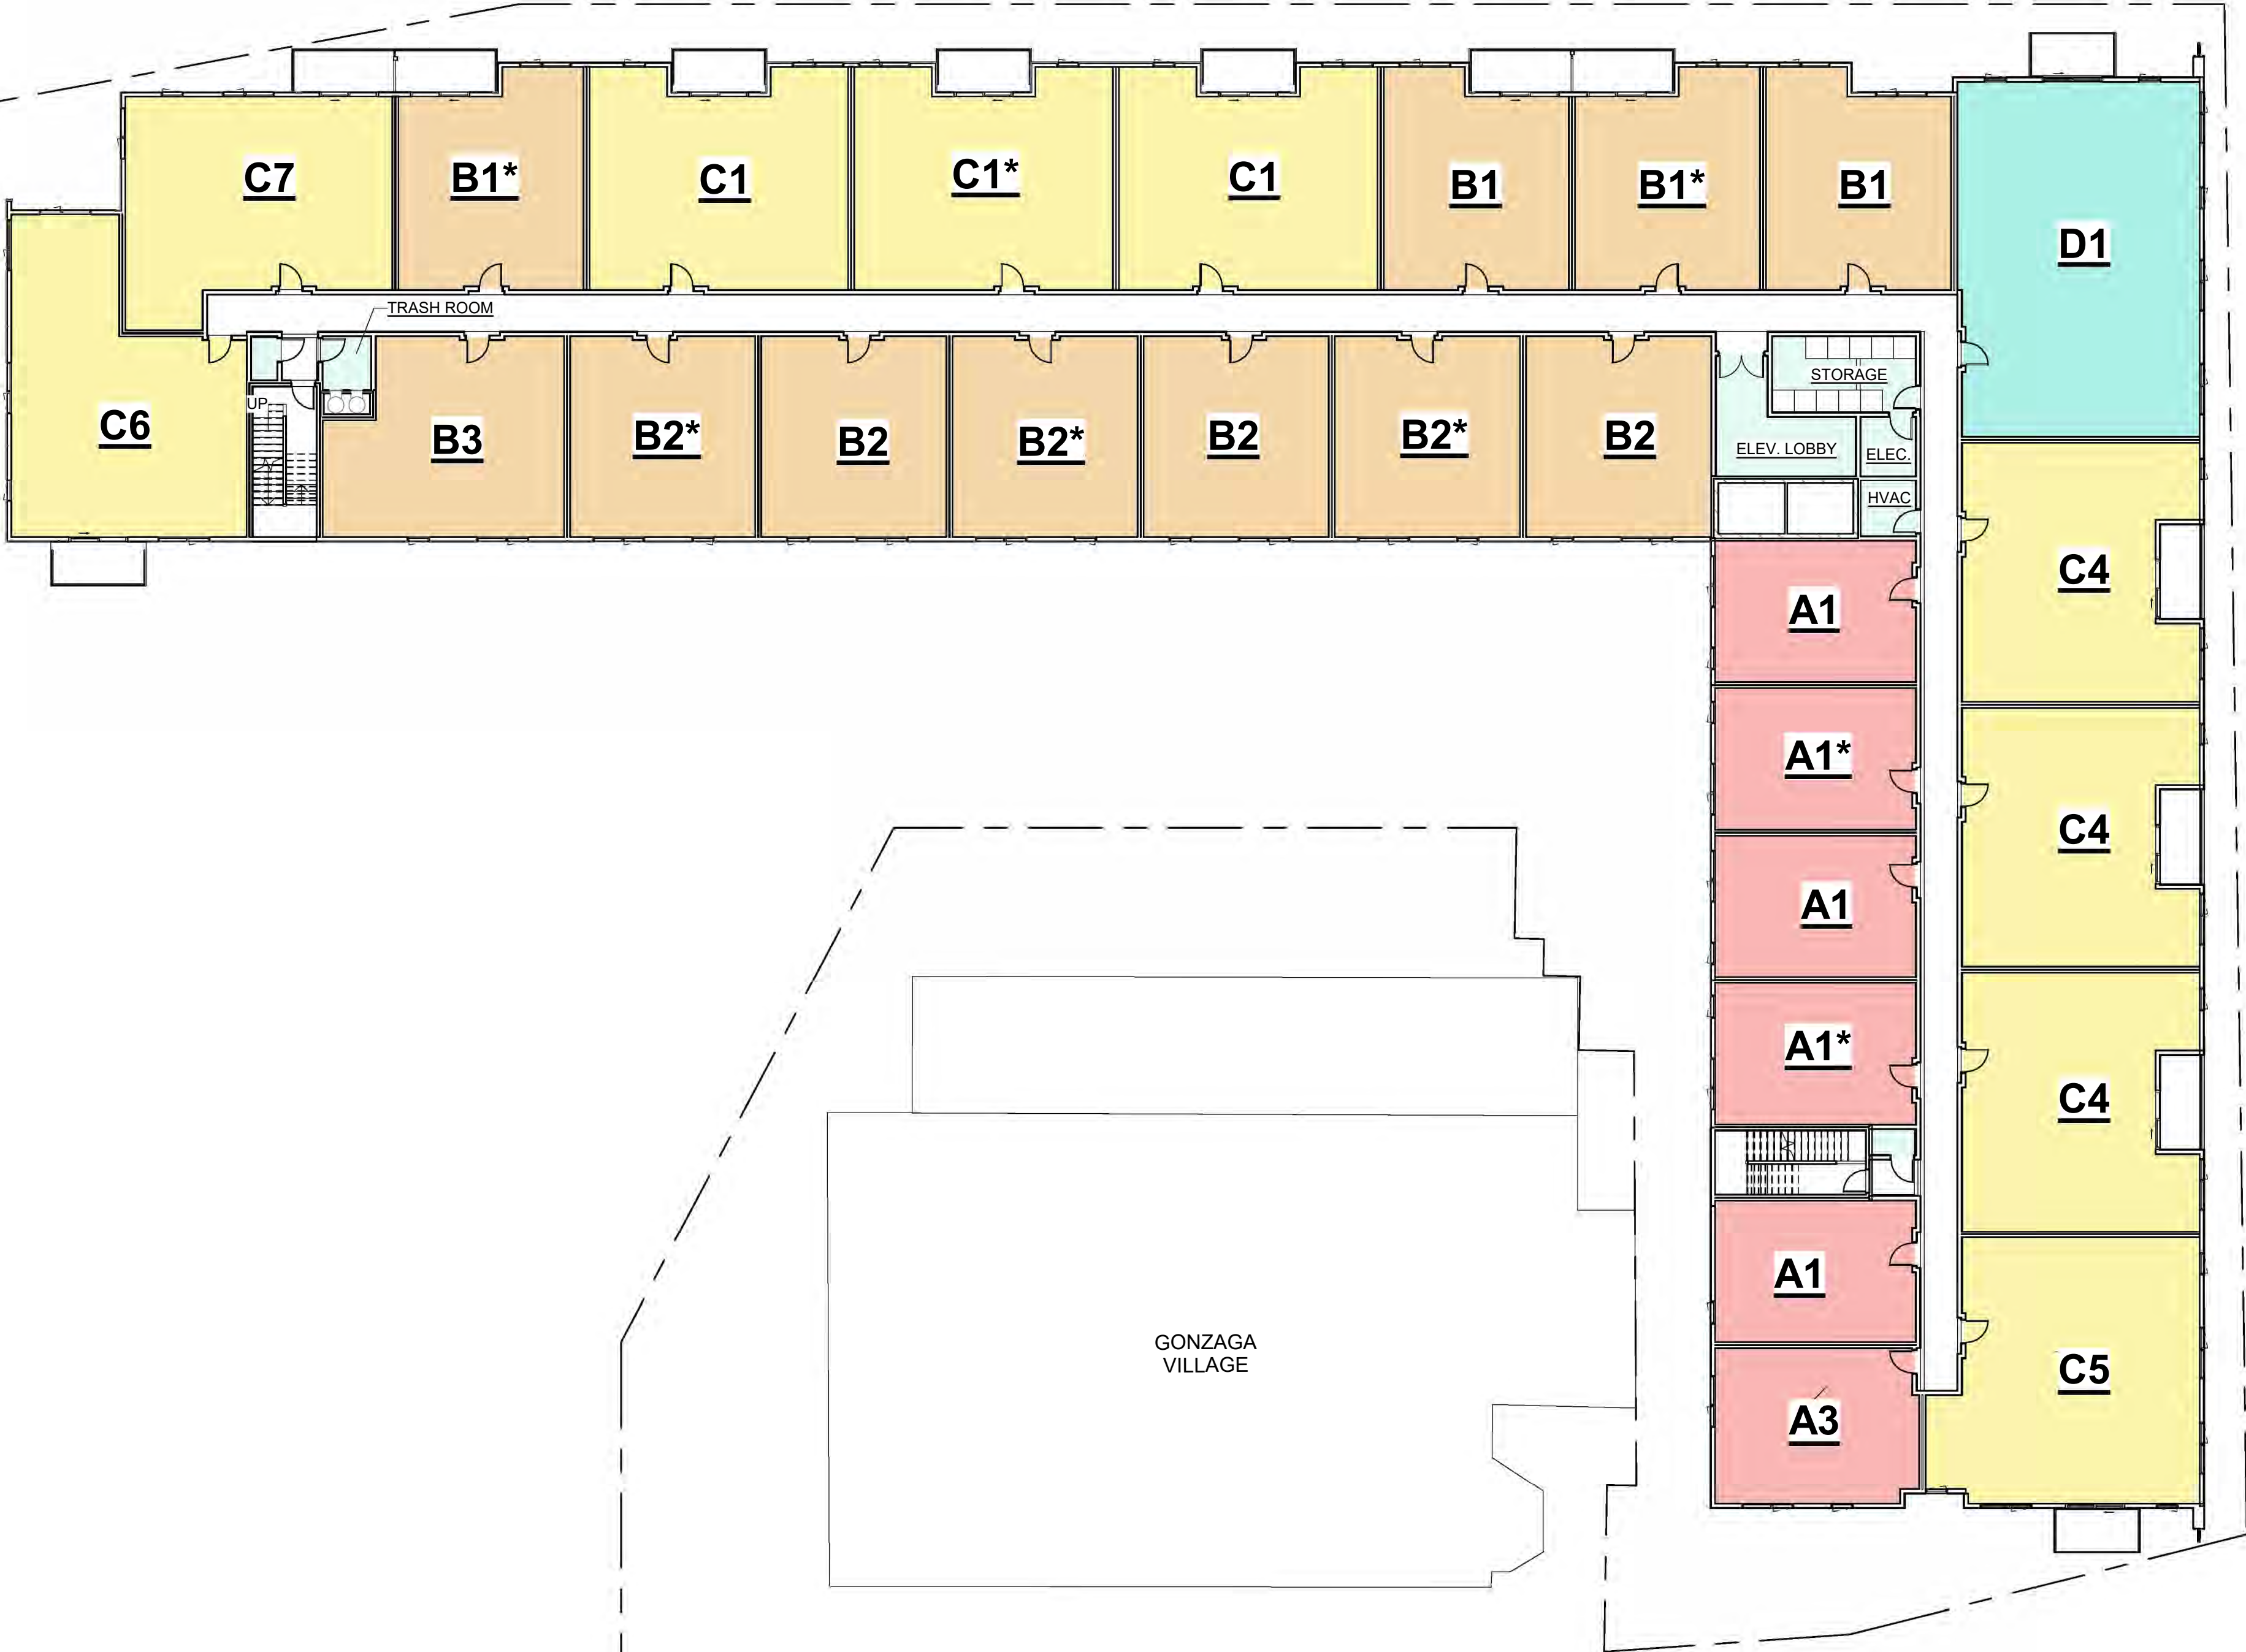 C7
B1*
C1
C1*
C1
B1
B1*
B1
D1
TRASH ROOM
UP
C6
B3
B2*
B2
B2*
B2
B2*
B2
STORAGE
ELEV. LOBBY
ELEC.
HVAC
C4
A1
A1*
C4
A1
A1*
C4
A1
C5
A3
GONZAGA
VILLAGE